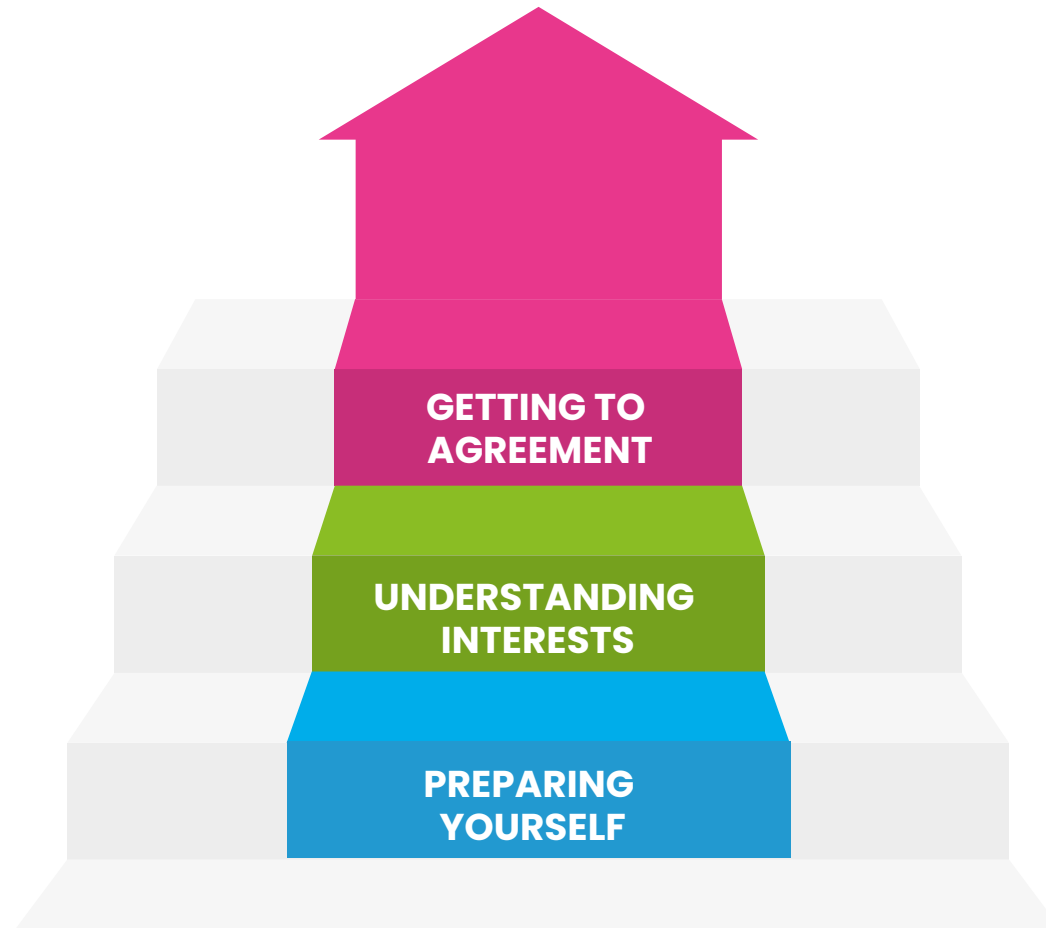 GETTING TO
AGREEMENT
UNDERSTANDING
INTERESTS
PREPARING
YOURSELF